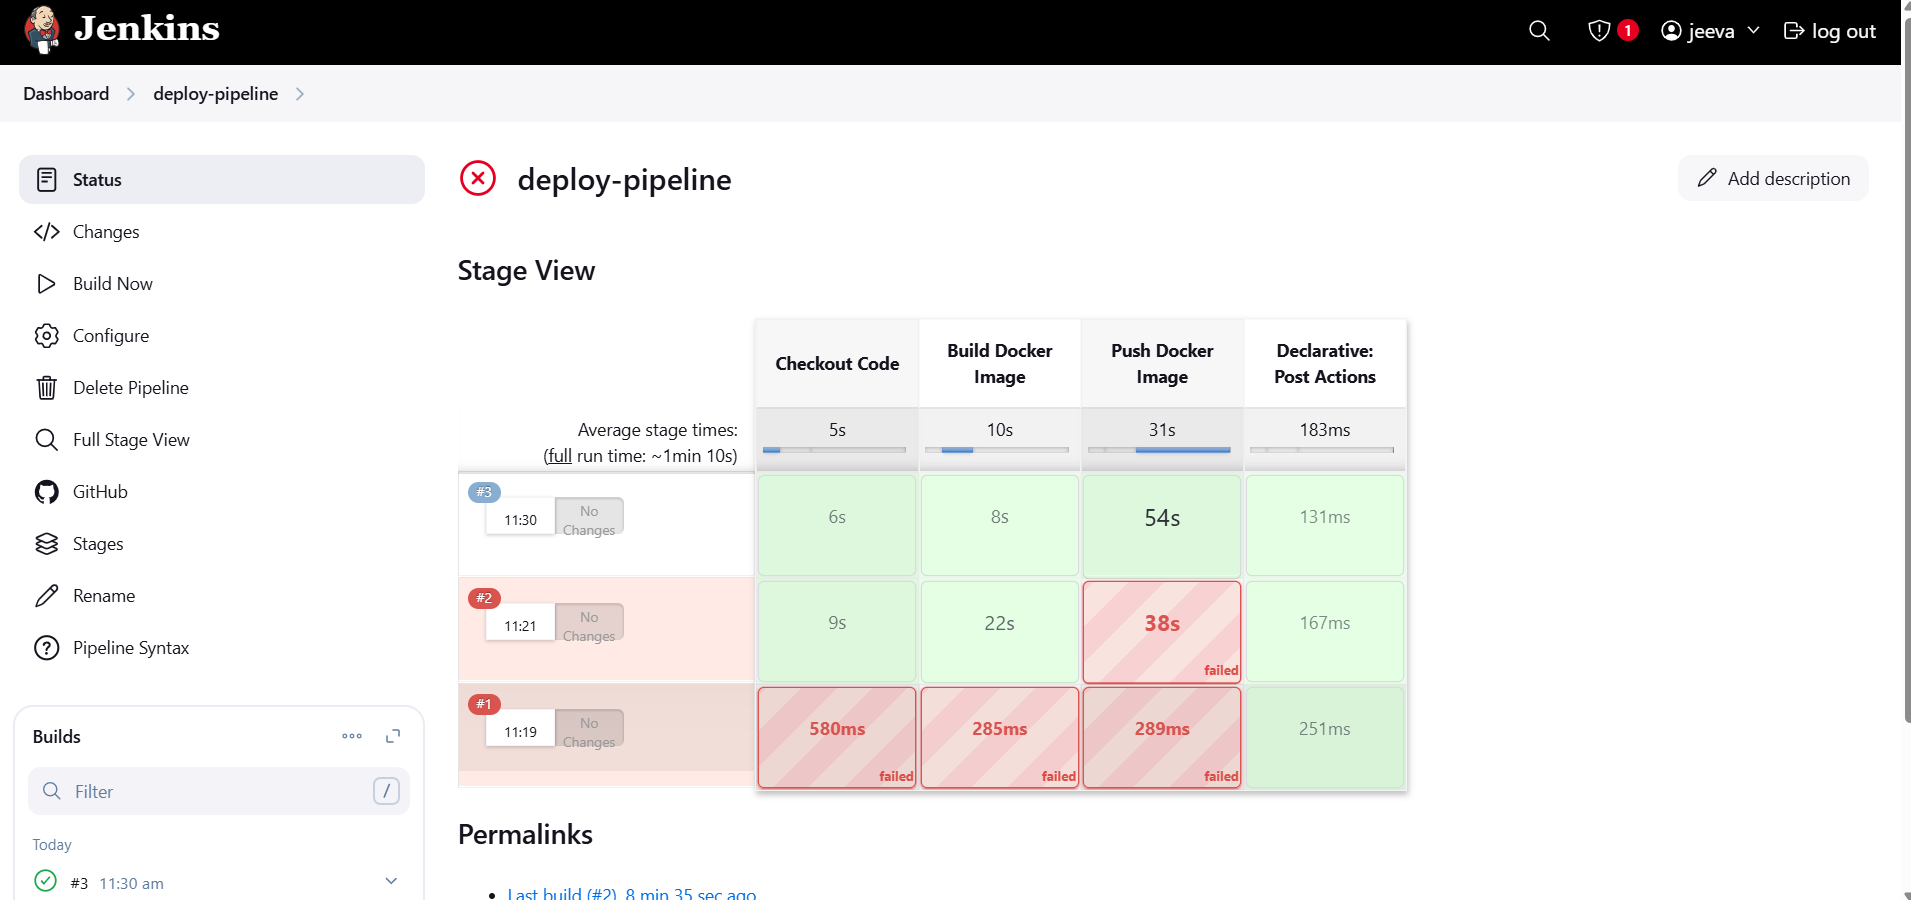 Jenkins
1
jeeva
log out
Dashboard
deploy-pipeline
Status
Changes
Build Now
Configure
Delete Pipeline
Full Stage View
GitHub
Stages
Rename
Pipeline Syntax
Builds
Filter
/
Today
#3 11:30 am
deploy-pipeline
Add description
Stage View
Checkout Code
Build Docker
Image
Push Docker
Image
Declarative:
Post Actions
Average stage times:
(full run time: ~1min 10s)
5s
10s
31s
183ms
#3
11:30
No
Changes
6s
8s
54s
131ms
#2
11:21
No
Changes
9s
22s
38s
failed
167ms
#1
11:19
No
Changes
580ms
failed
285ms
failed
289ms
failed
251ms
Permalinks
Last build (#2), 8 min 35 sec ago